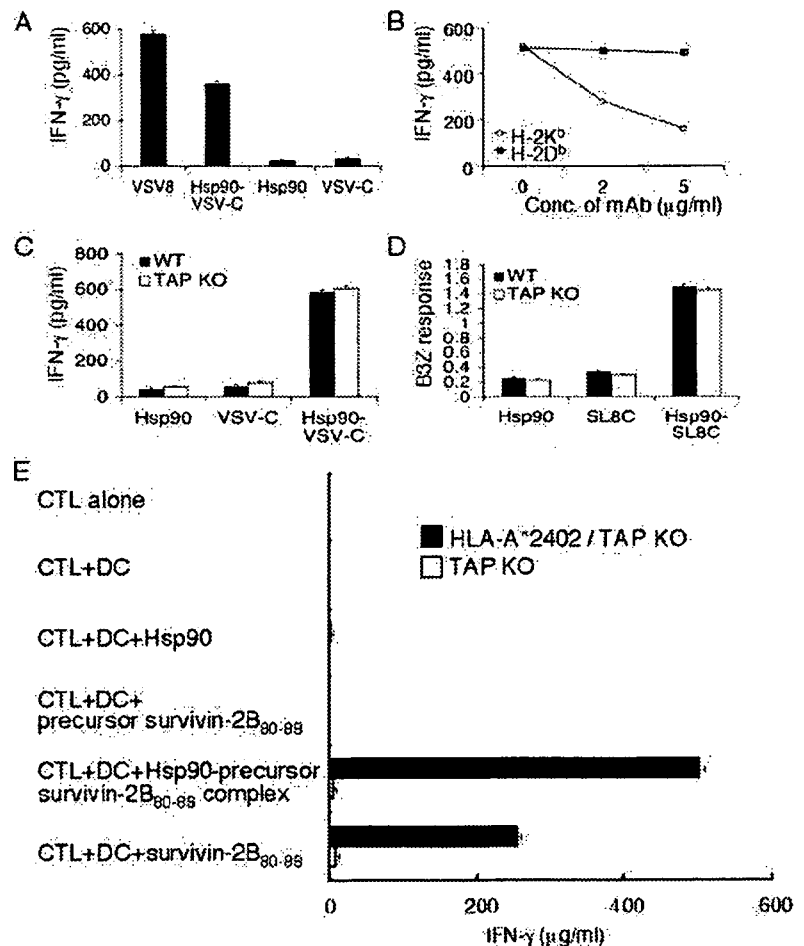 A
IFN-γ (pg/ml)
600
400
200
0
VSV8
Hsp90-
VSV-C
Hsp90
VSV-C
B
IFN-γ (pg/ml)
600
400
200
0
H-2Kb
H-2Db
0
2
5
Conc. of mAb (μg/ml)
C
IFN-γ (pg/ml)
800
600
400
200
0
WT
TAP KO
Hsp90
VSV-C
Hsp90-
VSV-C
D
B3Z response
1.8
1.6
1.4
1.2
1
0.8
0.6
0.4
0.2
0
WT
TAP KO
Hsp90
SL8C
Hsp90-
SL8C
E
CTL alone
CTL+DC
CTL+DC+Hsp90
CTL+DC+
precursor survivin-2B80-88
CTL+DC+Hsp90-precursor
survivin-2B80-88 complex
CTL+DC+survivin-2B80-88
HLA-A*2402 / TAP KO
TAP KO
0
200
400
600
IFN-γ (μg/ml)